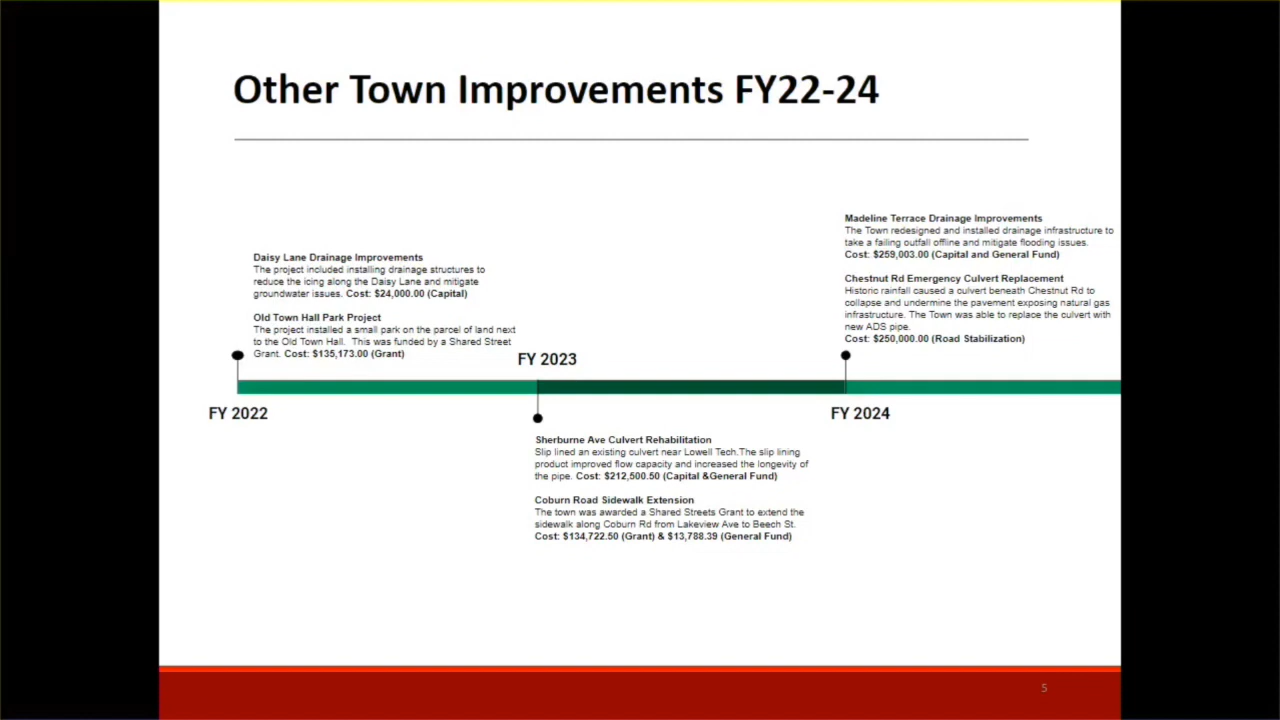 Other Town Improvements FY22-24
Daisy Lane Drainage Improvements
The project included installing drainage structures to
reduce the icing along the Daisy Lane and mitigate
groundwater issues. Cost: $24,000.00 (Capital)
Old Town Hall Park Project
The project installed a small park on the parcel of land next
to the Old Town Hall. This was funded by a Shared Street
Grant. Cost: $135,173.00 (Grant)
FY 2022
FY 2023
Sherburne Ave Culvert Rehabilitation
Slip lined an existing culvert near Lowell Tech.The slip lining
product improved flow capacity and increased the longevity of
the pipe. Cost: $212,500.50 (Capital &General Fund)
Coburn Road Sidewalk Extension
The town was awarded a Shared Streets Grant to extend the
sidewalk along Coburn Rd from Lakeview Ave to Beech St.
Cost: $134,722.50 (Grant) & $13,788.39 (General Fund)
Madeline Terrace Drainage Improvements
The Town redesigned and installed drainage infrastructure to
take a failing outfall offline and mitigate flooding issues.
Cost: $259,003.00 (Capital and General Fund)
Chestnut Rd Emergency Culvert Replacement
Historic rainfall caused a culvert beneath Chestnut Rd to
collapse and undermine the pavement exposing natural gas
infrastructure. The Town was able to replace the culvert with
new ADS pipe.
Cost: $250,000.00 (Road Stabilization)
FY 2024
5